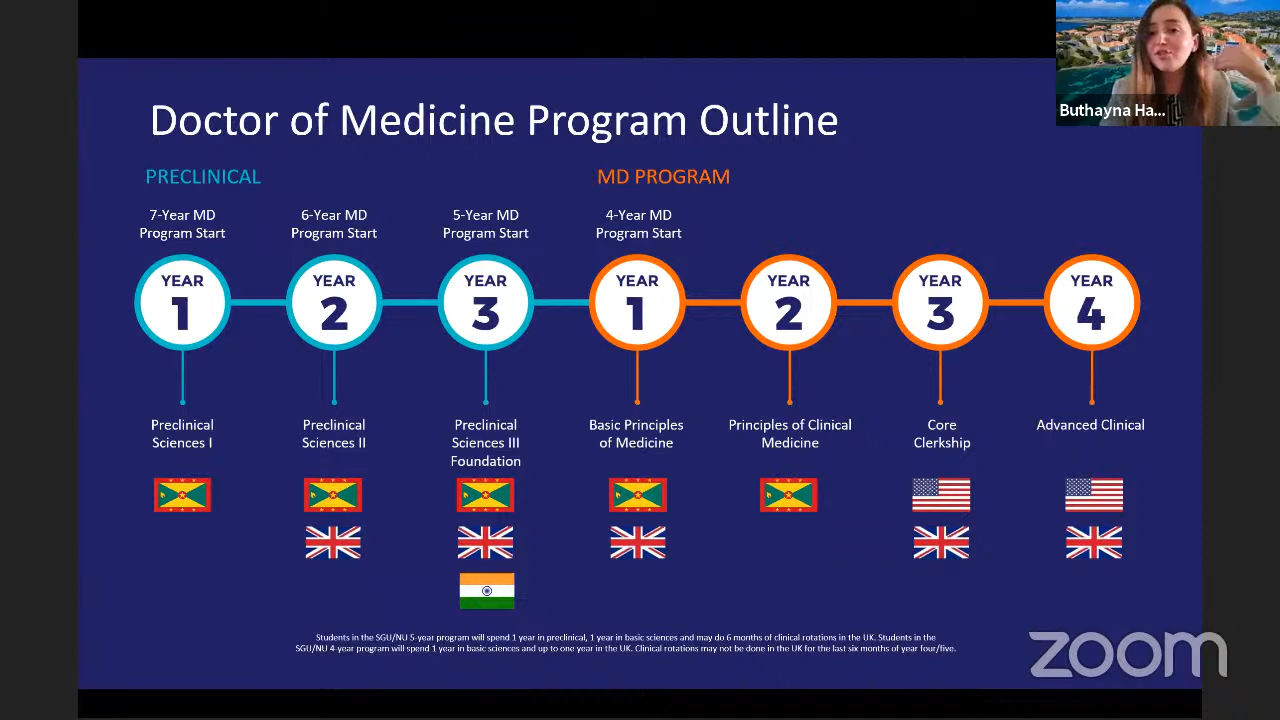 Buthayna Ha...
Doctor of Medicine Program Outline
PRECLINICAL
MD PROGRAM
7-Year MD
Program Start
6-Year MD
Program Start
5-Year MD
Program Start
4-Year MD
Program Start
YEAR
1
YEAR
2
YEAR
3
YEAR
1
YEAR
2
YEAR
3
YEAR
4
Preclinical
Sciences I
Preclinical
Sciences II
Preclinical
Sciences III
Foundation
Basic Principles
of Medicine
Principles of Clinical
Medicine
Core
Clerkship
Advanced Clinical
Students in the SGU/NU 5-year program will spend 1 year in preclinical, 1 year in basic sciences and may do 6 months of clinical rotations in the UK. Students in the
SGU/NU 4-year program will spend 1 year in basic sciences and up to one year in the UK. Clinical rotations may not be done in the UK for the last six months of year four/five.
zoom